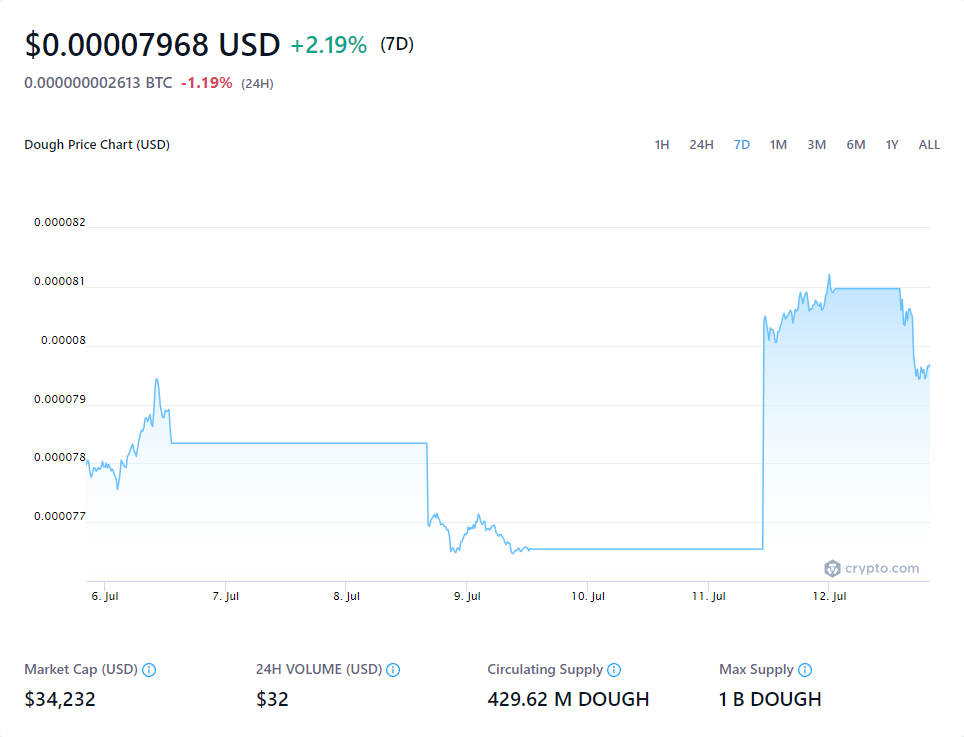 $0.00007968 USD +2.19% (7D)
0.000000002613 BTC -1.19% (24H)
Dough Price Chart (USD)
1H 24H 7D 1M 3M 6M 1Y ALL
0.000082
0.000081
0.00008
0.000079
0.000078
0.000077
crypto.com
6. Jul 7. Jul 8. Jul 9. Jul 10. Jul 11. Jul 12. Jul
Market Cap (USD) 24H VOLUME (USD) Circulating Supply Max Supply
$34,232 $32 429.62 M DOUGH 1 B DOUGH